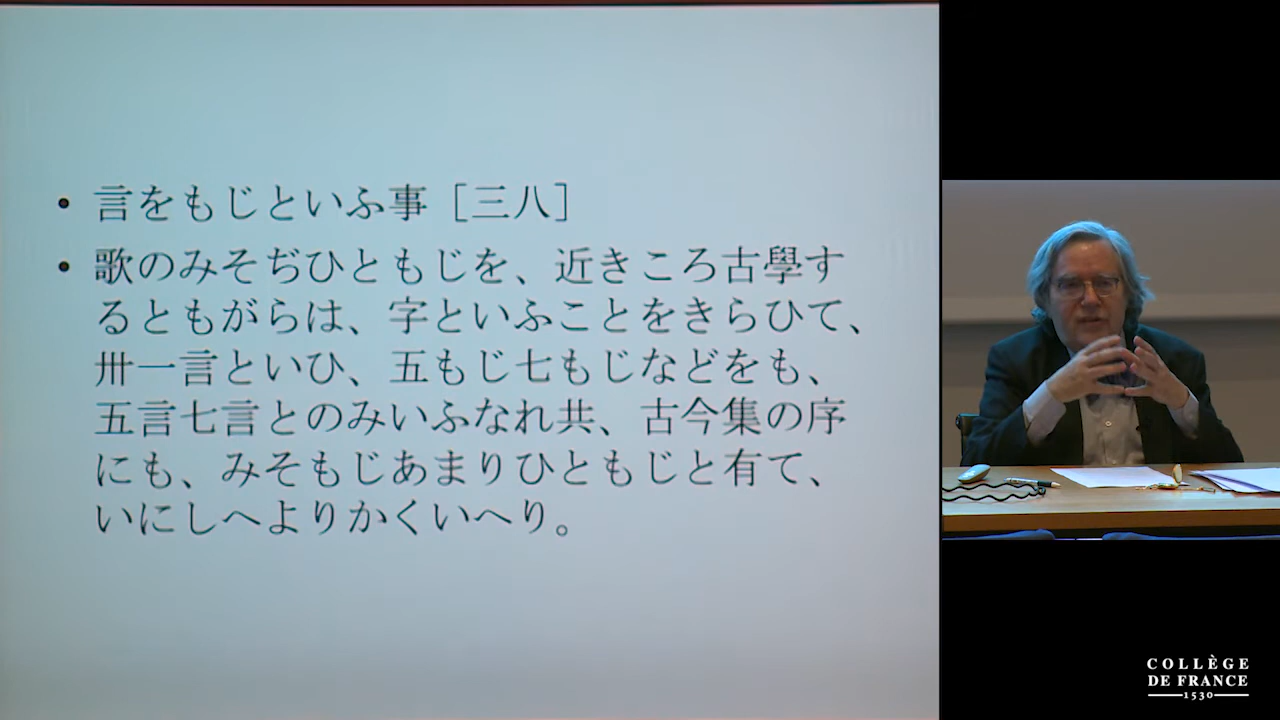 • 言をもじといふ事［三八］
• 歌のみそぢひともじを、近きころ古學す
るともがらは、字といふことをきらひて、
卅一言といひ、五もじ七もじなどをも、
五言七言とのみいふなれ共、古今集の序
にも、みそもじあまりひともじと有て、
いにしへよりかくいへり。
COLLÈGE
DE FRANCE
1530